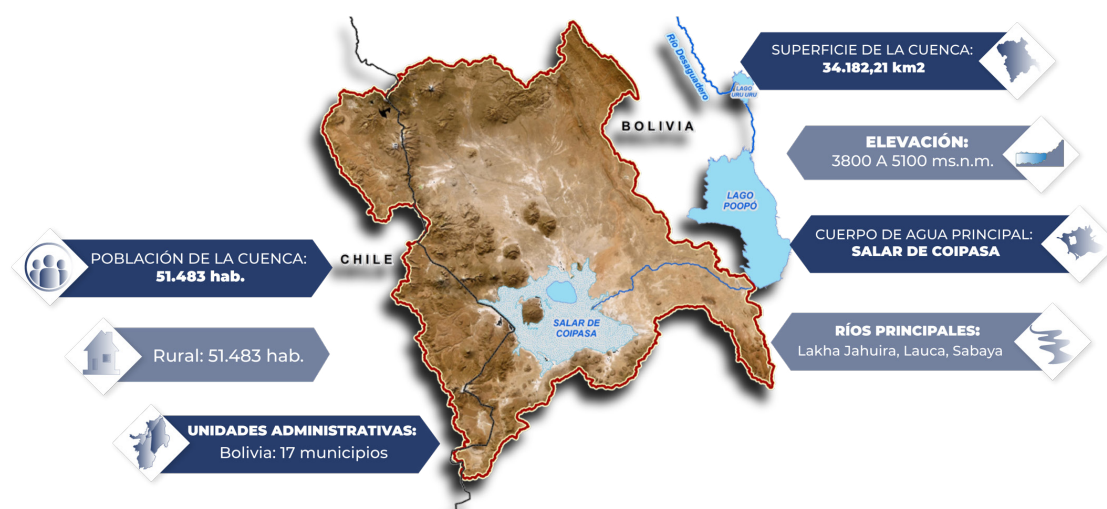 SUPERFICIE DE LA CUENCA:
34.182,21 km2
Río Desaguadero
LAGO
URU URU
BOLIVIA
ELEVACIÓN:
3800 A 5100 ms.n.m.
LAGO
POOPÓ
CUERPO DE AGUA PRINCIPAL:
SALAR DE COIPASA
POBLACIÓN DE LA CUENCA:
51.483 hab.
CHILE
SALAR DE
COIPASA
RÍOS PRINCIPALES:
Lakha Jahuira, Lauca, Sabaya
Rural: 51.483 hab.
UNIDADES ADMINISTRATIVAS:
Bolivia: 17 municipios